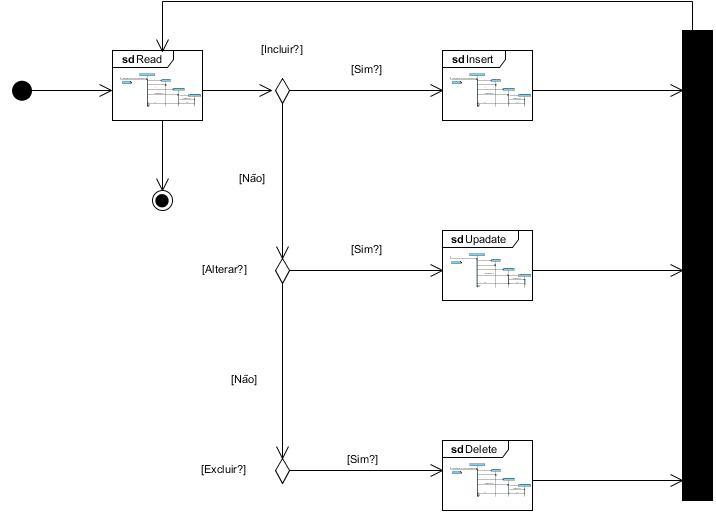 [Incluir?]
sd Read
[Sim?]
sd Insert
[Não]
[Alterar?]
[Sim?]
sd Upadate
[Não]
[Excluir?]
[Sim?]
sd Delete